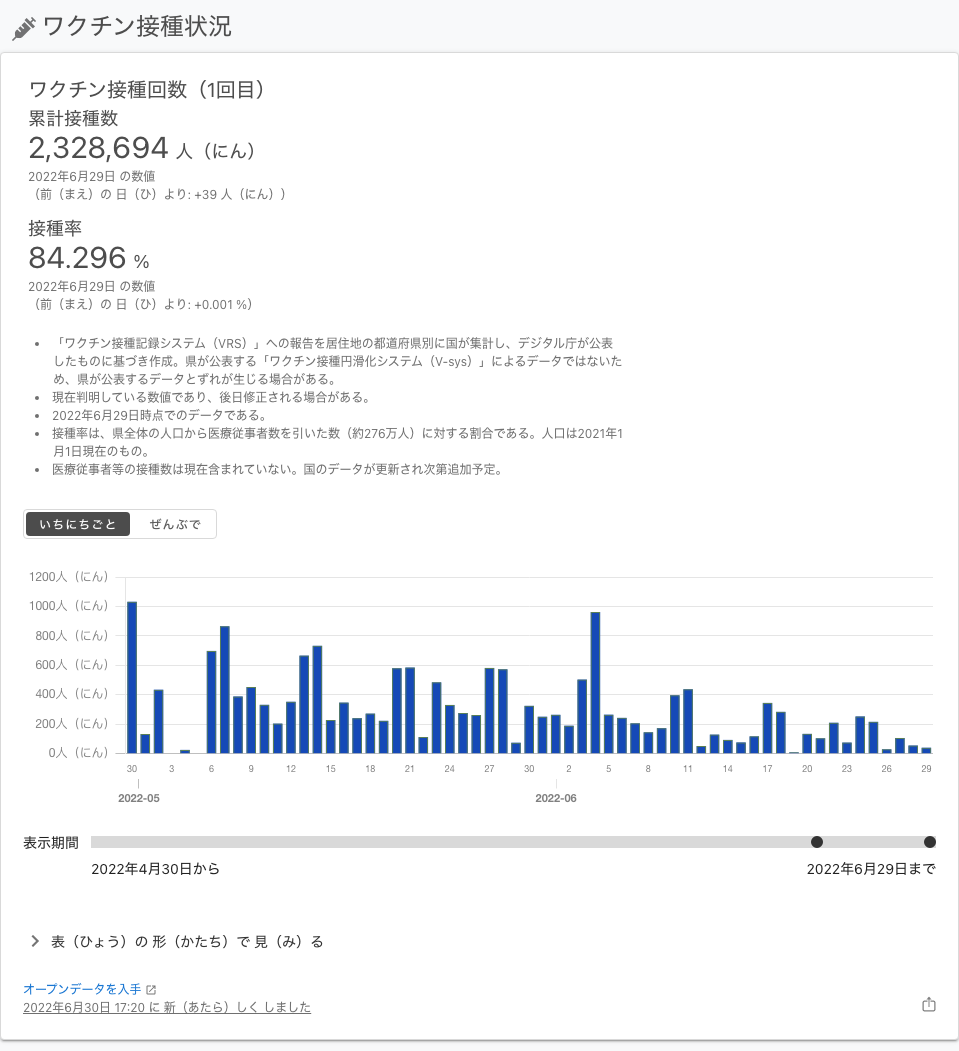 ワクチン接種状況
ワクチン接種回数（1回目）
累計接種数
2,328,694 人（にん）
2022年6月29日 の数値
（前（まえ）の 日（ひ）より: +39 人（にん））
接種率
84.296 %
2022年6月29日 の数値
（前（まえ）の 日（ひ）より: +0.001 %）
• 「ワクチン接種記録システム（VRS）」への報告を居住地の都道府県別に国が集計し、デジタル庁が公表
したものに基づき作成。県が公表する「ワクチン接種円滑化システム（V-sys）」によるデータではないた
め、県が公表するデータとずれが生じる場合がある。
• 現在判明している数値であり、後日修正される場合がある。
• 2022年6月29日時点でのデータである。
• 接種率は、県全体の人口から医療従事者数を引いた数（約276万人）に対する割合である。人口は2021年1
月1日現在のもの。
• 医療従事者等の接種数は現在含まれていない。国のデータが更新され次第追加予定。
いちにちごと ぜんぶで
1200人（にん）
1000人（にん）
800人（にん）
600人（にん）
400人（にん）
200人（にん）
0人（にん）
30 3 6 9 12 15 18 21 24 27 30 2 5 8 11 14 17 20 23 26 29
2022-05 2022-06
表示期間
2022年4月30日から 2022年6月29日まで
表（ひょう）の 形（かたち）で 見（み）る
オープンデータを入手
2022年6月30日 17:20 に 新（あたら）しく しました